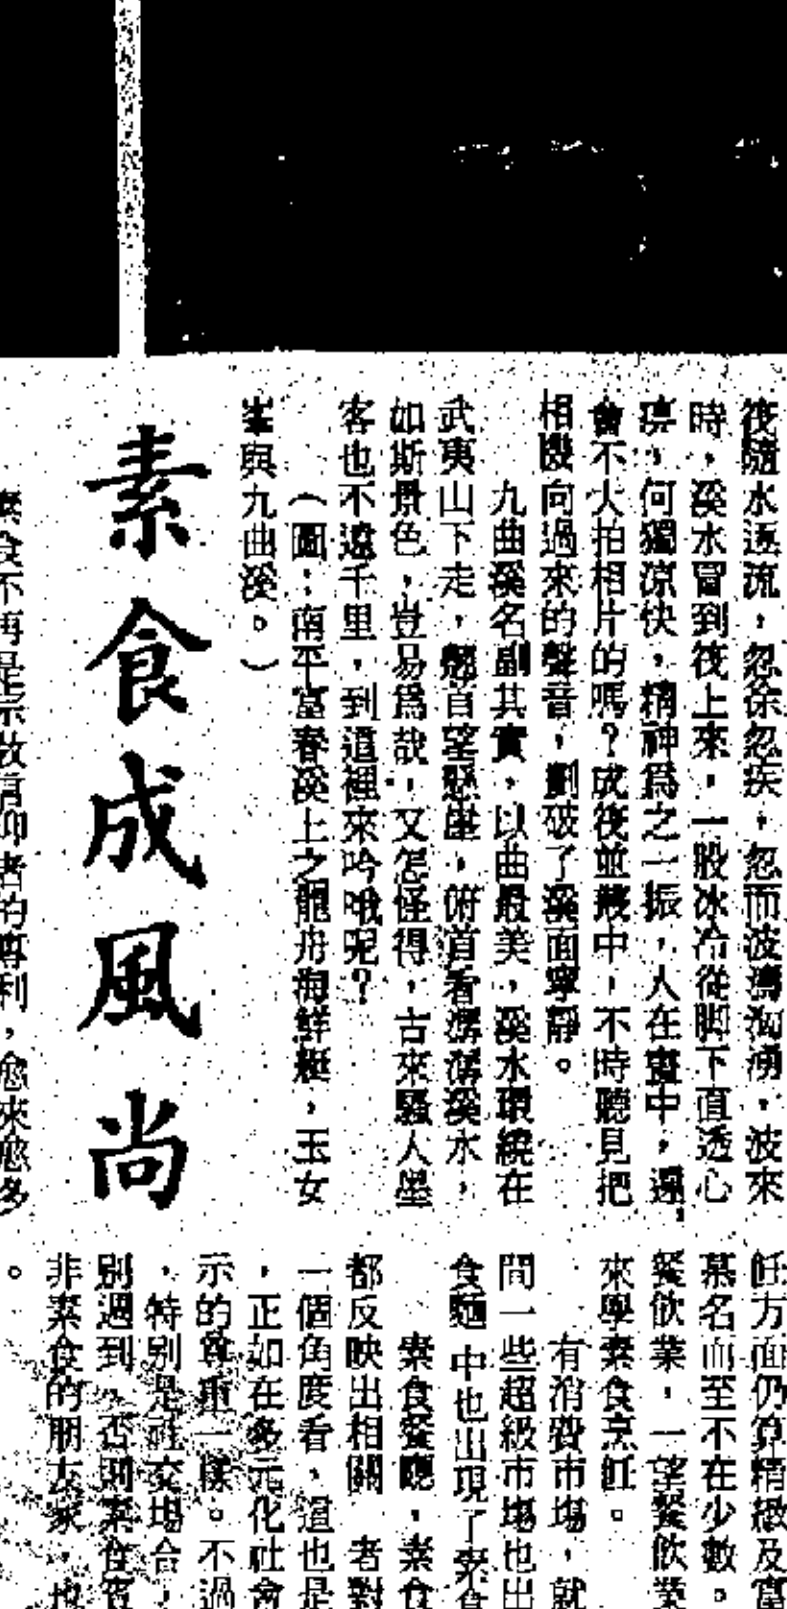 筏隨水逐流，忽徐忽疾，忽而波濤洶湧，波來
時，溪水冒到筏上來，一股冰冷從脚下直透心
，何獨凉快，精神爲之一振，人在畫中，還
會不大拍相片的嗎？成筏並中，不時聽見把
相機向過來的聲音，劃破了溪面寧靜。
九曲溪名副其實，以曲最美，溪水環繞在
武夷山下走，翹首望懸崖，俯首看潺潺溪水，
如斯景色，豈易爲哉，又怎怪得，古來騷人墨
客也不遠千里，到這裡來吟哦呢？
（圖：南平富春溪上之龍舟海鮮艇，玉女
峯與九曲溪。）
素食成風尚
素食不再是宗教信仰者的專利，愈來愈多
飪方面仍算精緻及富
慕名而至不在少數。
餐飲業，一望餐飲業
來學素食烹飪。
有消費市場，就
間一些超級市場也出
食麵中也出現了素食
素食餐廳，素食
都反映出相關 者對
一個角度看，這也是
，正如在多元化社會
示的尊重一樣。不過
，特別是社交場合，
別週到，否則素食賓
非素食的朋友家，也
。